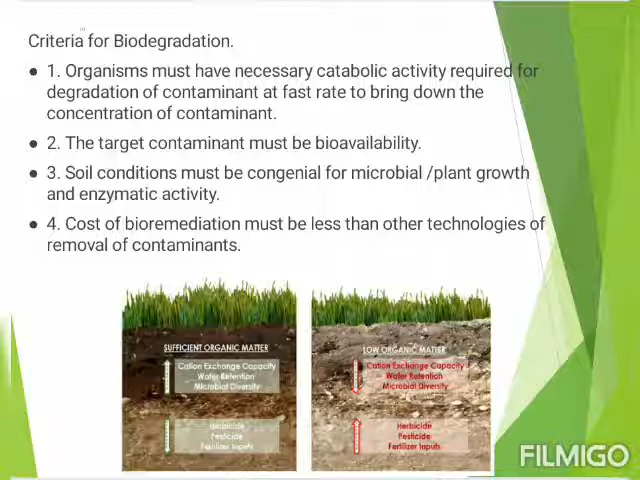 Criteria for Biodegradation.
● 1. Organisms must have necessary catabolic activity required for
degradation of contaminant at fast rate to bring down the
concentration of contaminant.
● 2. The target contaminant must be bioavailability.
● 3. Soil conditions must be congenial for microbial /plant growth
and enzymatic activity.
● 4. Cost of bioremediation must be less than other technologies of
removal of contaminants.
SUFFICIENT ORGANIC MATTER
Cation Exchange Capacity
Water Retention
Microbial Diversity
Herbicide
Pesticide
Fertilizer Inputs
LOW ORGANIC MATTER
Cation Exchange Capacity
Water Retention
Microbial Diversity
Herbicide
Pesticide
Fertilizer Inputs
FILMIGO